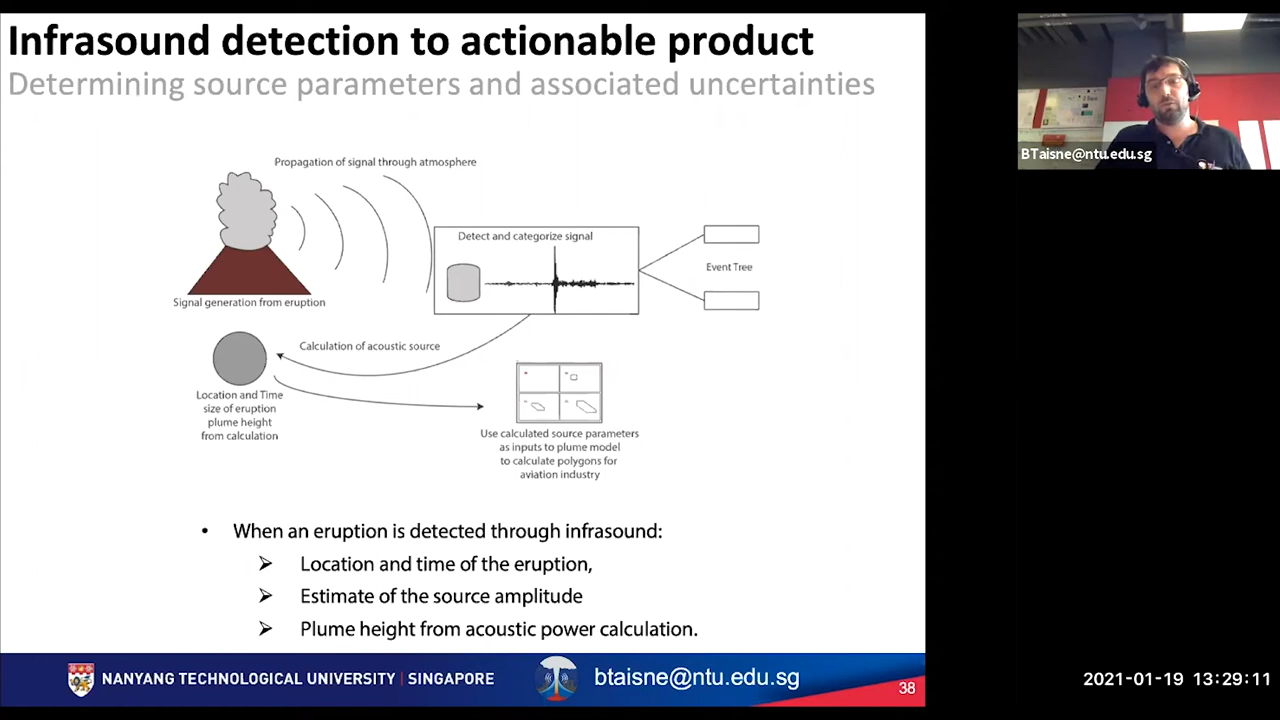 Infrasound detection to actionable product
Determining source parameters and associated uncertainties
BTaisne@ntu.edu.sg
Propagation of signal through atmosphere
Detect and categorize signal
Event Tree
Signal generation from eruption
Calculation of acoustic source
Location and Time
size of eruption
plume height
from calculation
Use calculated source parameters
as inputs to plume model
to calculate polygons for
aviation industry
• When an eruption is detected through infrasound:
➢ Location and time of the eruption,
➢ Estimate of the source amplitude
➢ Plume height from acoustic power calculation.
NANYANG TECHNOLOGICAL UNIVERSITY | SINGAPORE
btaisne@ntu.edu.sg
38
2021-01-19 13:29:11